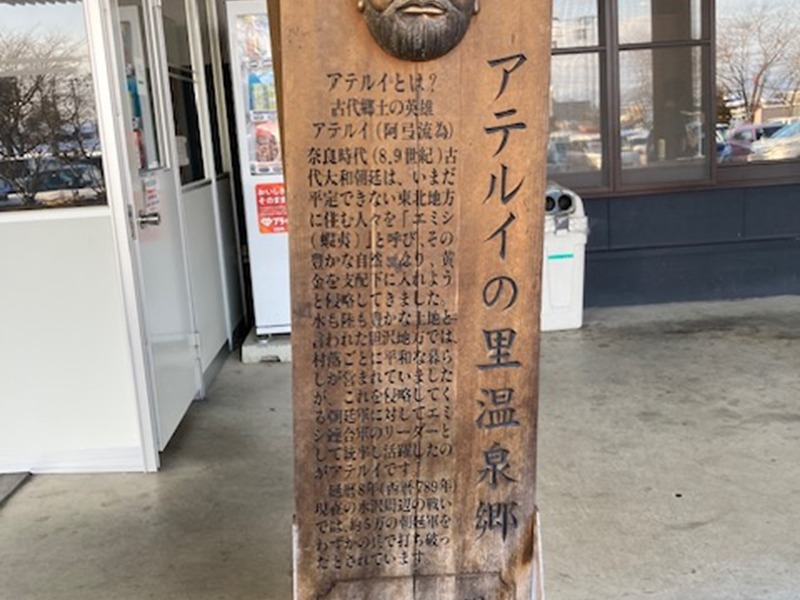 アテルイの里温泉郷
アテルイとは?
古代郷土の英雄
アテルイ(阿弖流為)
奈良時代(8.9世紀)古
代大和朝廷は、いまだ
平定できない東北地方
に住む人々を「エミシ
(蝦夷)」と呼び、その
豊かな自然、なり、黄
金を支配下に入れよう
と侵略してきました。
水も陸も豊かな土地と
言われた胆沢地方では、
村落ごとに平和な暮ら
しが営まれていました
が、これを侵略してく
る朝廷軍に対してエミ
シ連合軍のリーダーと
して統率し活躍したの
がアテルイです。
延暦8年(西暦789年)
現在の水沢周辺の戦い
では、約5万の朝廷軍を
わずかの兵で打ち破っ
たとされています。